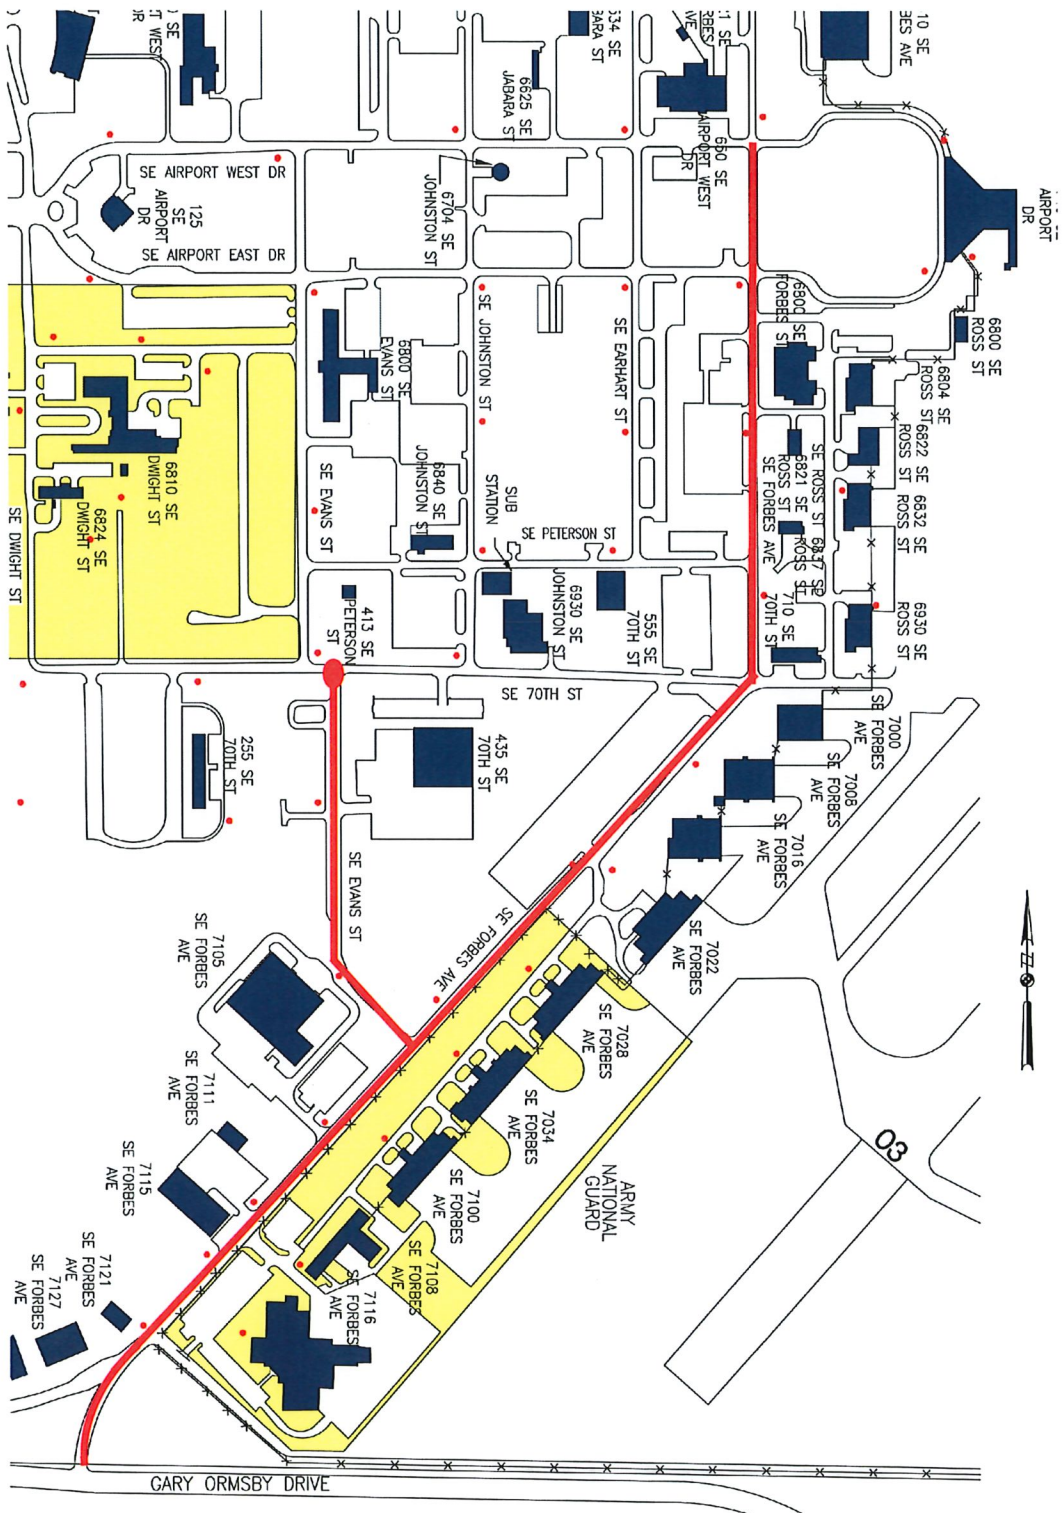 125
SE
AIRPORT
DR
SE AIRPORT WEST DR
SE AIRPORT EAST DR
6625 SE
JABARA ST
6704 SE
JOHNSTON ST
650 SE
AIRPORT WEST
DR
AIRPORT
DR
6800 SE
ROSS ST
6804 SE
ROSS ST
6822 SE
ROSS ST
6832 SE
ROSS ST
6930 SE
ROSS ST
6800 SE
FORBES ST
SE ROSS ST
6821 SE
ROSS ST
6837 SE
ROSS ST
SE FORBES AVE
710 SE
70TH ST
SE JOHNSTON ST
SE EARHART ST
6800 SE
EVANS ST
6840 SE
JOHNSTON ST
SE EVANS ST
SUB
STATION
SE PETERSON ST
6930 SE
JOHNSTON ST
555 SE
70TH ST
413 SE
PETERSON
ST
6810 SE
DWIGHT ST
6824 SE
DWIGHT ST
SE DWIGHT ST
SE 70TH ST
255 SE
70TH ST
435 SE
70TH ST
SE EVANS ST
SE FORBES AVE
7000
SE FORBES
AVE
7008
SE FORBES
AVE
7016
SE FORBES
AVE
7022
SE FORBES
AVE
7028
SE FORBES
AVE
7034
SE FORBES
AVE
7100
SE FORBES
AVE
7108
SE FORBES
AVE
7116
SE FORBES
AVE
7105
SE FORBES
AVE
7111
SE FORBES
AVE
7115
SE FORBES
AVE
7121
SE FORBES
AVE
7127
SE FORBES
AVE
ARMY
NATIONAL
GUARD
03
N
GARY ORMSBY DRIVE